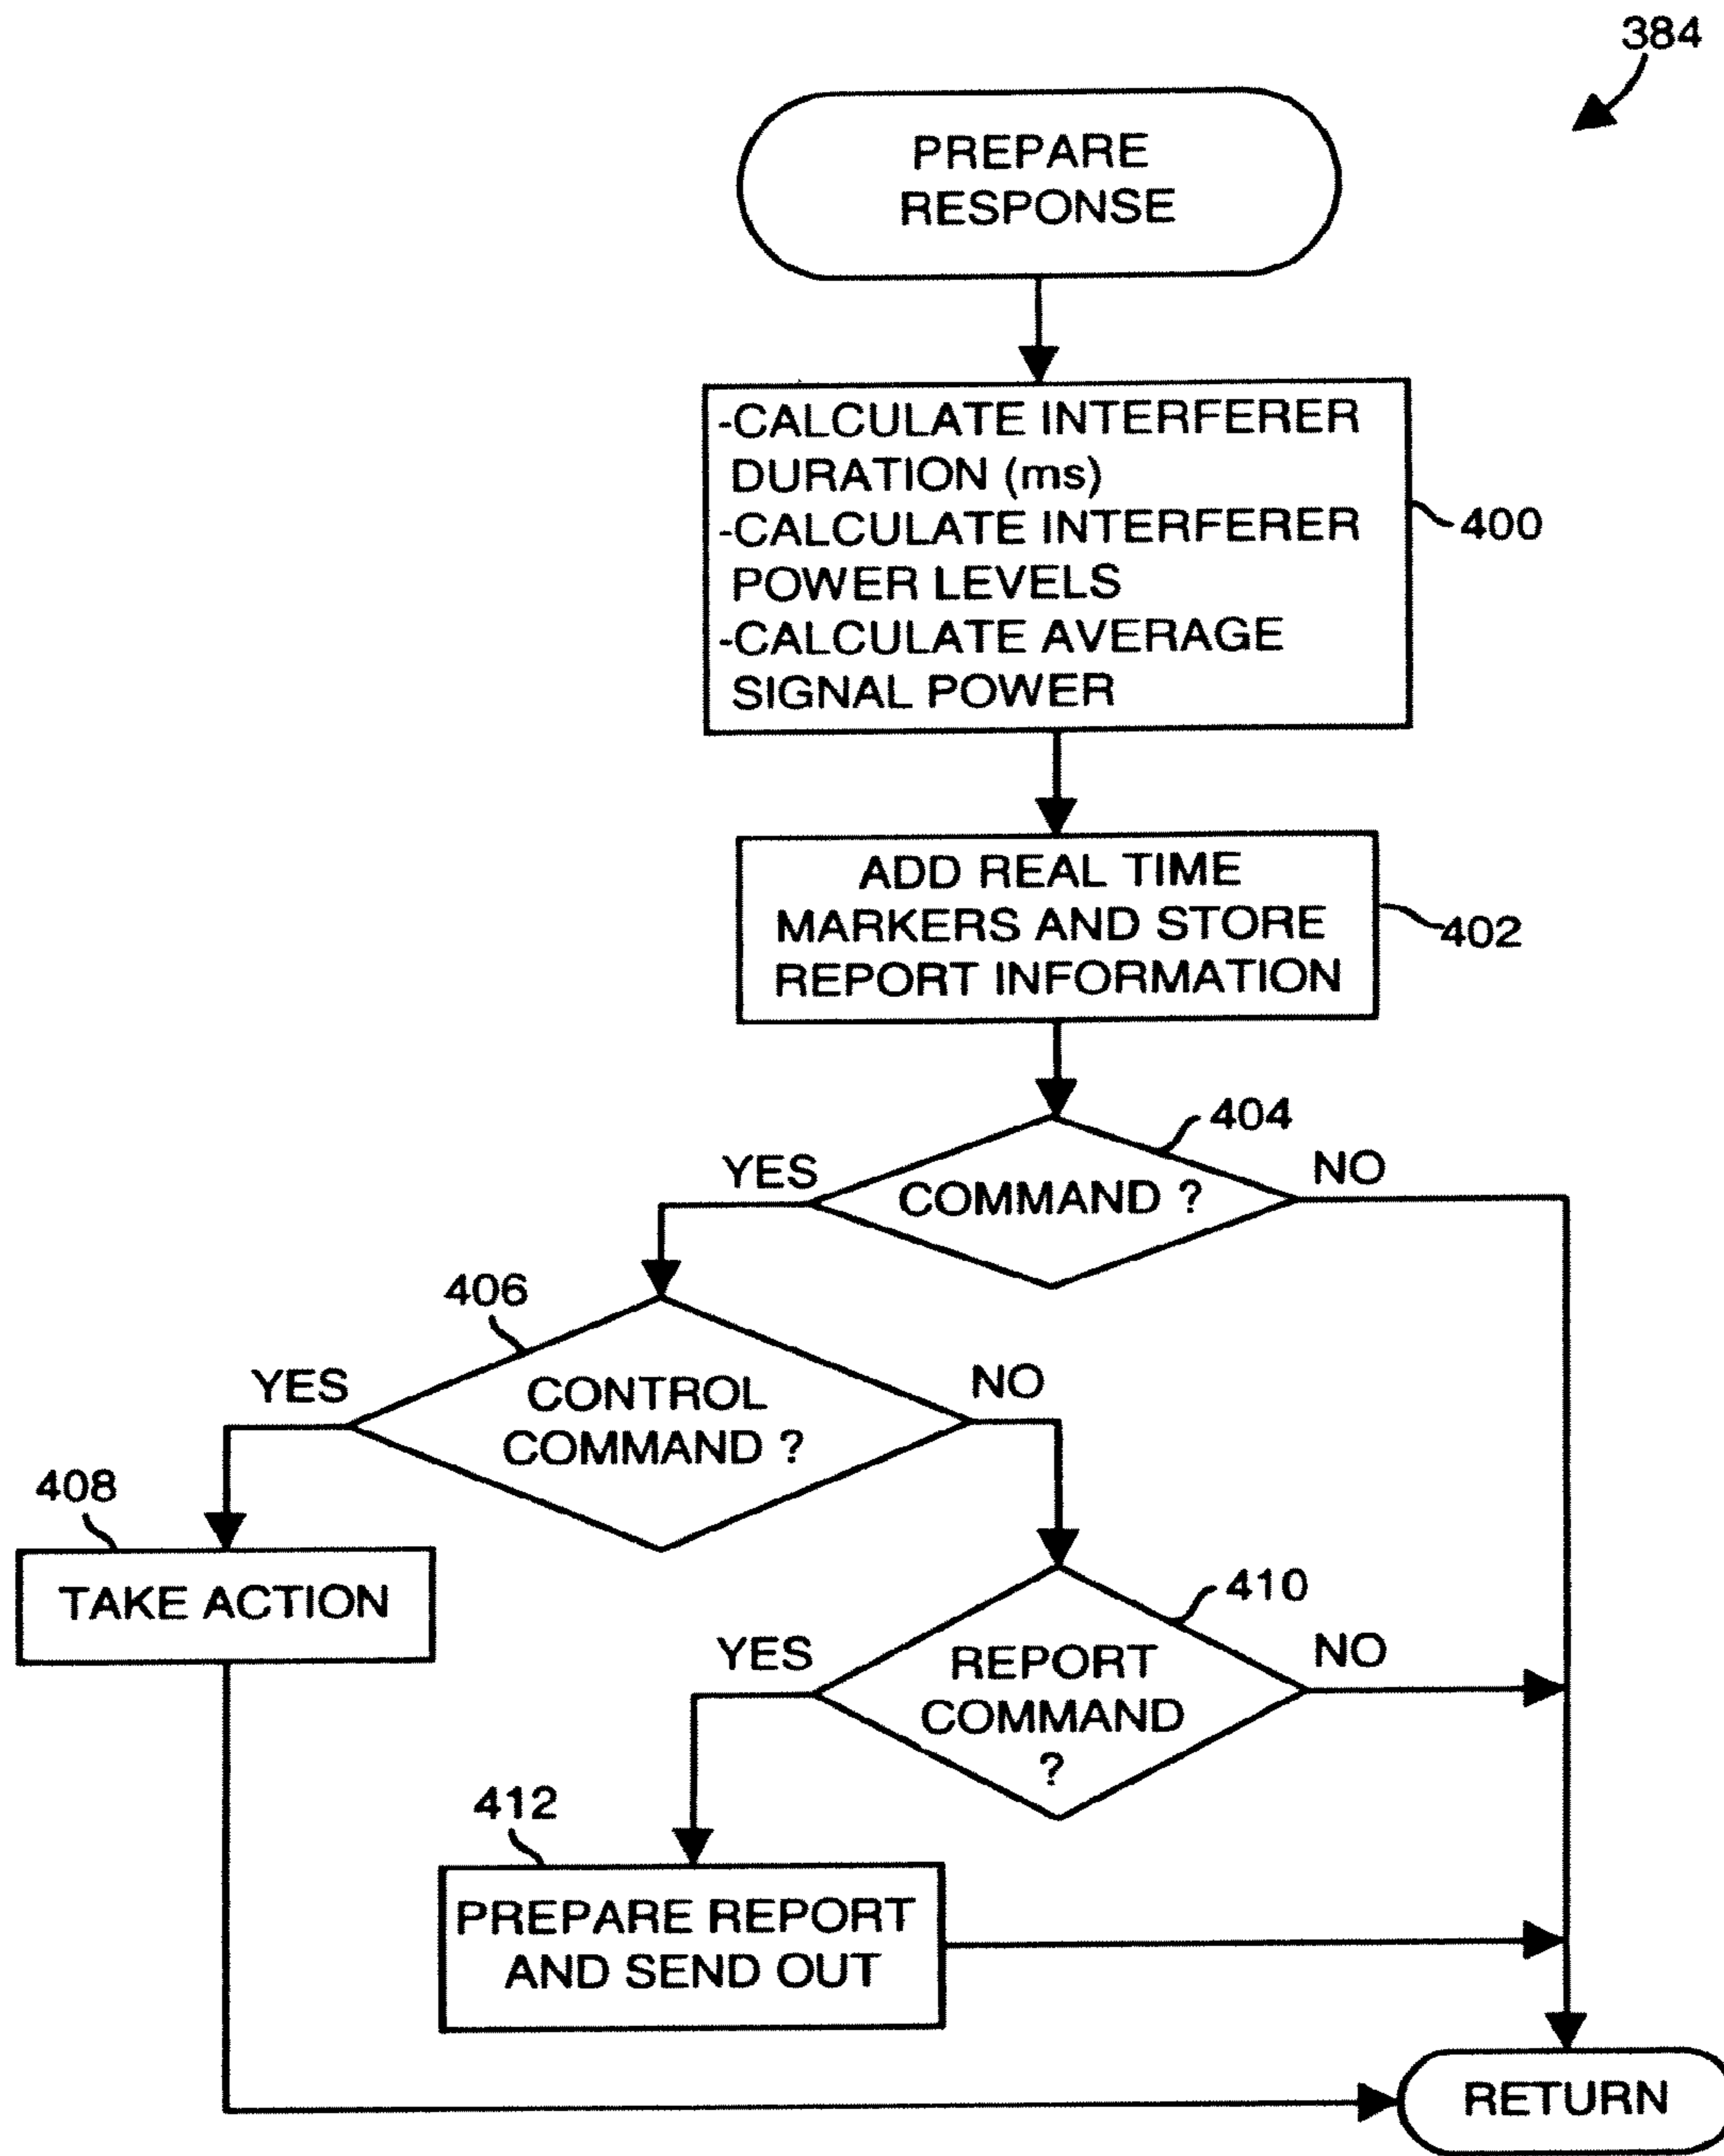 384
PREPARE
RESPONSE
-CALCULATE INTERFERER
DURATION (ms)
-CALCULATE INTERFERER
POWER LEVELS
-CALCULATE AVERAGE
SIGNAL POWER
400
ADD REAL TIME
MARKERS AND STORE
REPORT INFORMATION
402
404
YES
COMMAND ?
NO
406
YES
CONTROL
COMMAND ?
NO
408
TAKE ACTION
410
YES
REPORT
COMMAND
?
NO
412
PREPARE REPORT
AND SEND OUT
RETURN